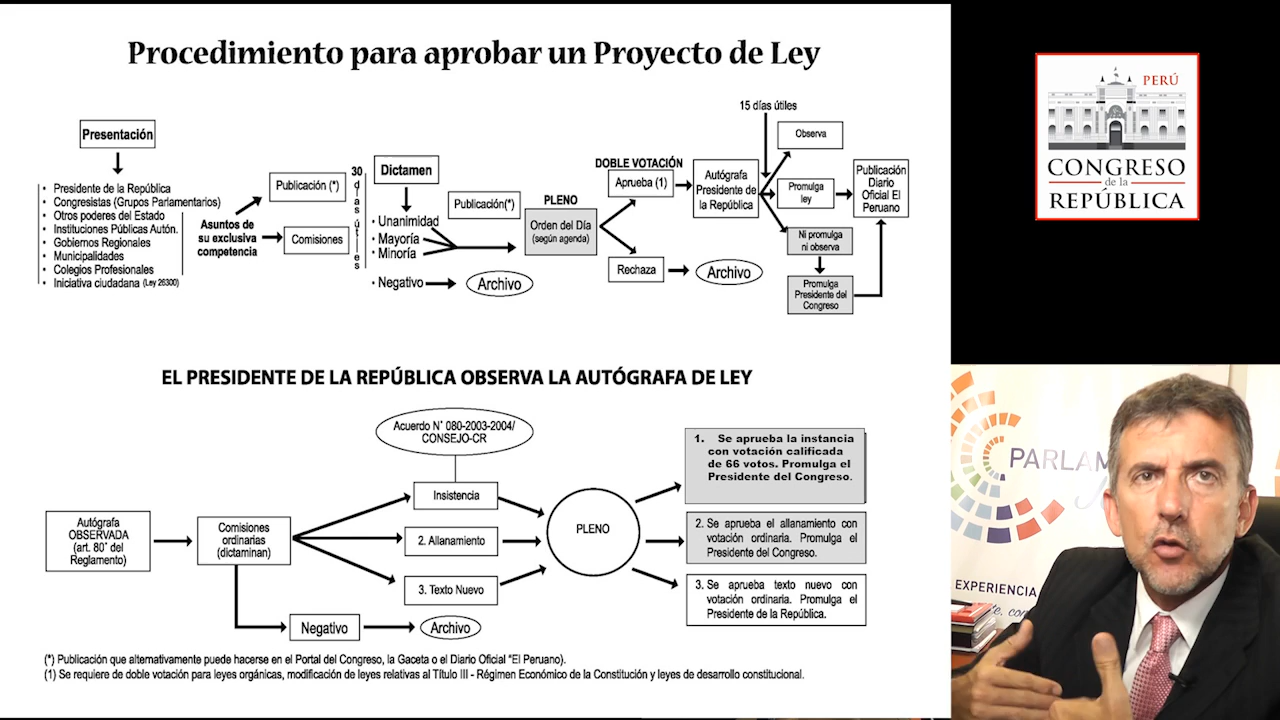 Procedimiento para aprobar un Proyecto de Ley
Presentación
• Presidente de la República
• Congresistas (Grupos Parlamentarios)
• Otros poderes del Estado
• Instituciones Públicas Autón.
• Gobiernos Regionales
• Municipalidades
• Colegios Profesionales
• Iniciativa ciudadana (Ley 26300)
Asuntos de
su exclusiva
competencia
Publicación (*)
Comisiones
30
días útiles
Dictamen
• Unanimidad
• Mayoría
• Minoría
• Negativo
Archivo
Publicación(*)
PLENO
Orden del Día
(según agenda)
DOBLE VOTACIÓN
Aprueba (1)
Rechaza
Archivo
Autógrafa
Presidente de
la República
15 días útiles
Observa
Promulga
ley
Ni promulga
ni observa
Promulga
Presidente del
Congreso
Publicación
Diario
Oficial El
Peruano
EL PRESIDENTE DE LA REPÚBLICA OBSERVA LA AUTÓGRAFA DE LEY
Autógrafa
OBSERVADA
(art. 80° del
Reglamento)
Comisiones
ordinarias
(dictaminan)
Negativo
Archivo
Acuerdo N° 080-2003-2004/
CONSEJO-CR
Insistencia
2. Allanamiento
3. Texto Nuevo
PLENO
1. Se aprueba la instancia
con votación calificada
de 66 votos. Promulga el
Presidente del Congreso.
2. Se aprueba el allanamiento con
votación ordinaria. Promulga el
Presidente del Congreso.
3. Se aprueba texto nuevo con
votación ordinaria. Promulga el
Presidente de la República.
(*) Publicación que alternativamente puede hacerse en el Portal del Congreso, la Gaceta o el Diario Oficial "El Peruano).
(1) Se requiere de doble votación para leyes orgánicas, modificación de leyes relativas al Título III - Régimen Económico de la Constitución y leyes de desarrollo constitucional.
PERÚ
CONGRESO
de la
REPÚBLICA
PARLAM
EXPERIENCIA